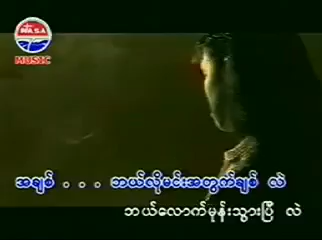 MASA
MUSIC
အချစ် . . . ဘယ်လိုမင်းအတွက်ချစ် လဲ
ဘယ်လောက်မုန်းသွားပြီ လဲ